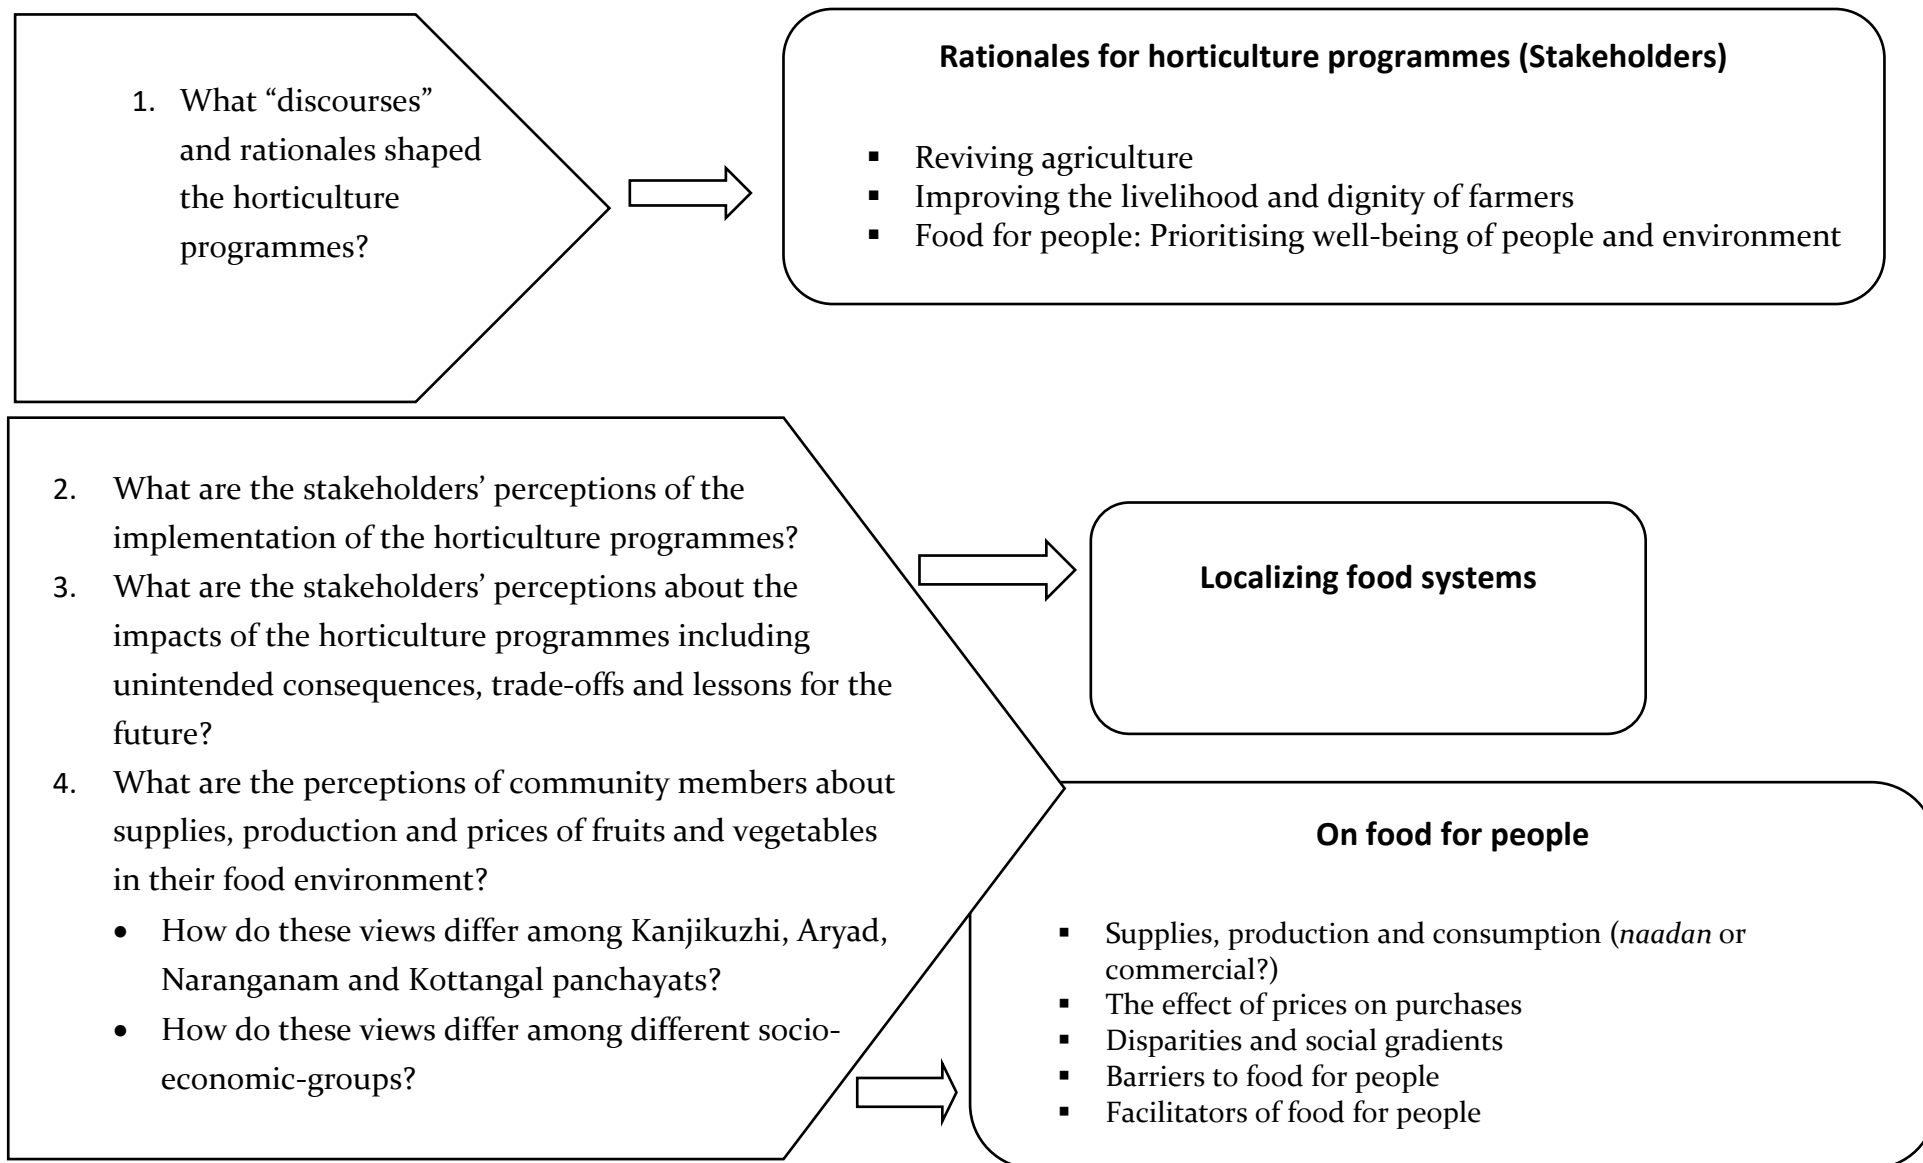 1. What “discourses”
and rationales shaped
the horticulture
programmes?
Rationales for horticulture programmes (Stakeholders)
▪ Reviving agriculture
▪ Improving the livelihood and dignity of farmers
▪ Food for people: Prioritising well-being of people and environment
2. What are the stakeholders’ perceptions of the
implementation of the horticulture programmes?
3. What are the stakeholders’ perceptions about the
impacts of the horticulture programmes including
unintended consequences, trade-offs and lessons for the
future?
4. What are the perceptions of community members about
supplies, production and prices of fruits and vegetables
in their food environment?
• How do these views differ among Kanjikuzhi, Aryad,
Naranganam and Kottangal panchayats?
• How do these views differ among different socio-
economic-groups?
Localizing food systems
On food for people
▪ Supplies, production and consumption (naadan or
commercial?)
▪ The effect of prices on purchases
▪ Disparities and social gradients
▪ Barriers to food for people
▪ Facilitators of food for people